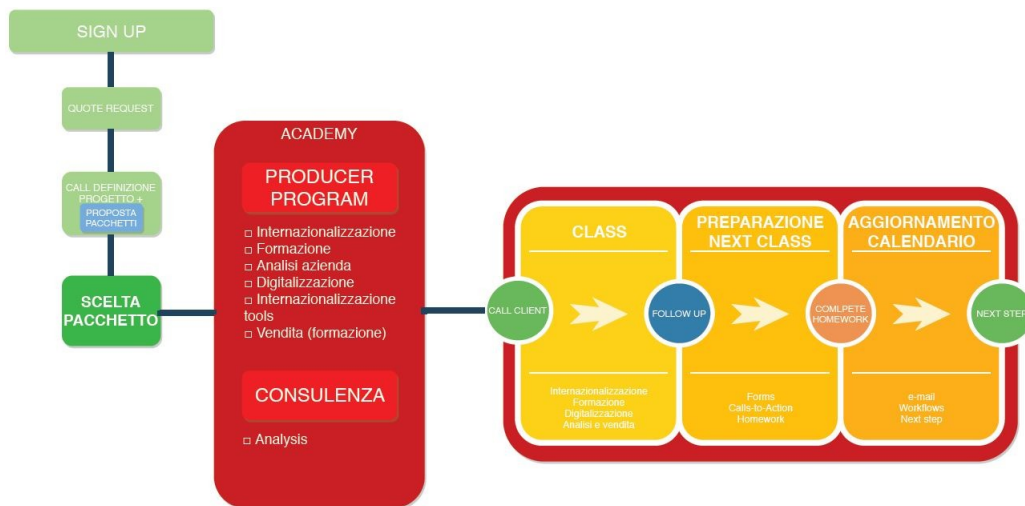 SIGN UP
QUOTE REQUEST
CALL DEFINIZIONE
PROGETTO +
PROPOSTA
PACCHETTI
SCELTA
PACCHETTO
ACADEMY
PRODUCER
PROGRAM
□ Internazionalizzazione
□ Formazione
□ Analisi azienda
□ Digitalizzazione
□ Internazionalizzazione
tools
□ Vendita (formazione)
CONSULENZA
□ Analysis
CLASS
CALL CLIENT
Internazionalizzazione
Formazione
Digitalizzazione
Analisi e vendita
PREPARAZIONE
NEXT CLASS
FOLLOW UP
Forms
Calls-to-Action
Homework
AGGIORNAMENTO
CALENDARIO
COMLPETE
HOMEWORK
NEXT STEP
e-mail
Workflows
Next step